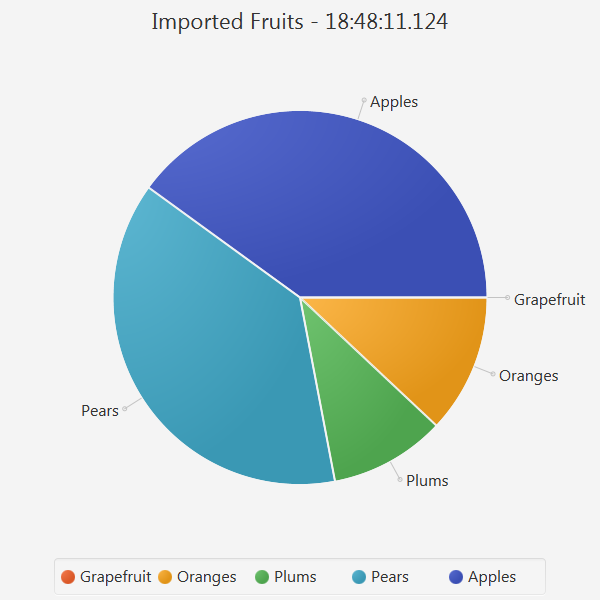 Imported Fruits - 18:48:11.124
Apples
Grapefruit
Oranges
Pears
Plums
Grapefruit Oranges Plums Pears Apples